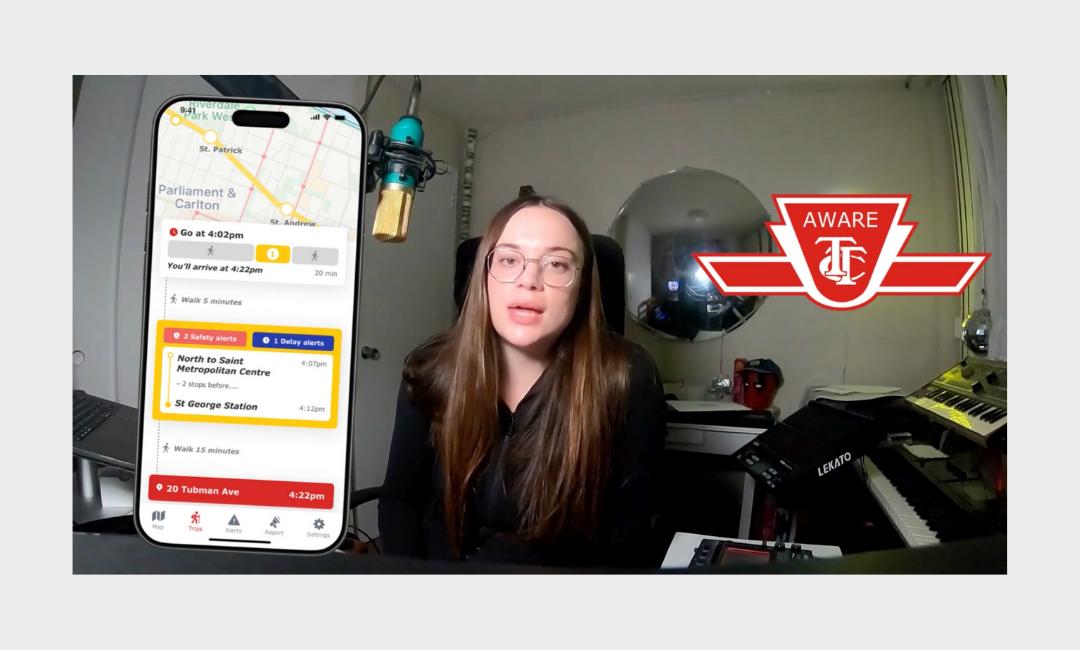 9:41
Riverdale
Park Wes
St. Patrick
Parliament &
Carlton
St. Andrew
Go at 4:02pm
1
You'll arrive at 4:22pm
20 min
Walk 5 minutes
2 Safety alerts
1 Delay alerts
North to Saint
Metropolitan Centre
4:07pm
~ 2 stops before....
St George Station
4:12pm
Walk 15 minutes
20 Tubman Ave
4:22pm
Map
Trips
Alerts
Report
Settings
AWARE
TTC
LEKATO